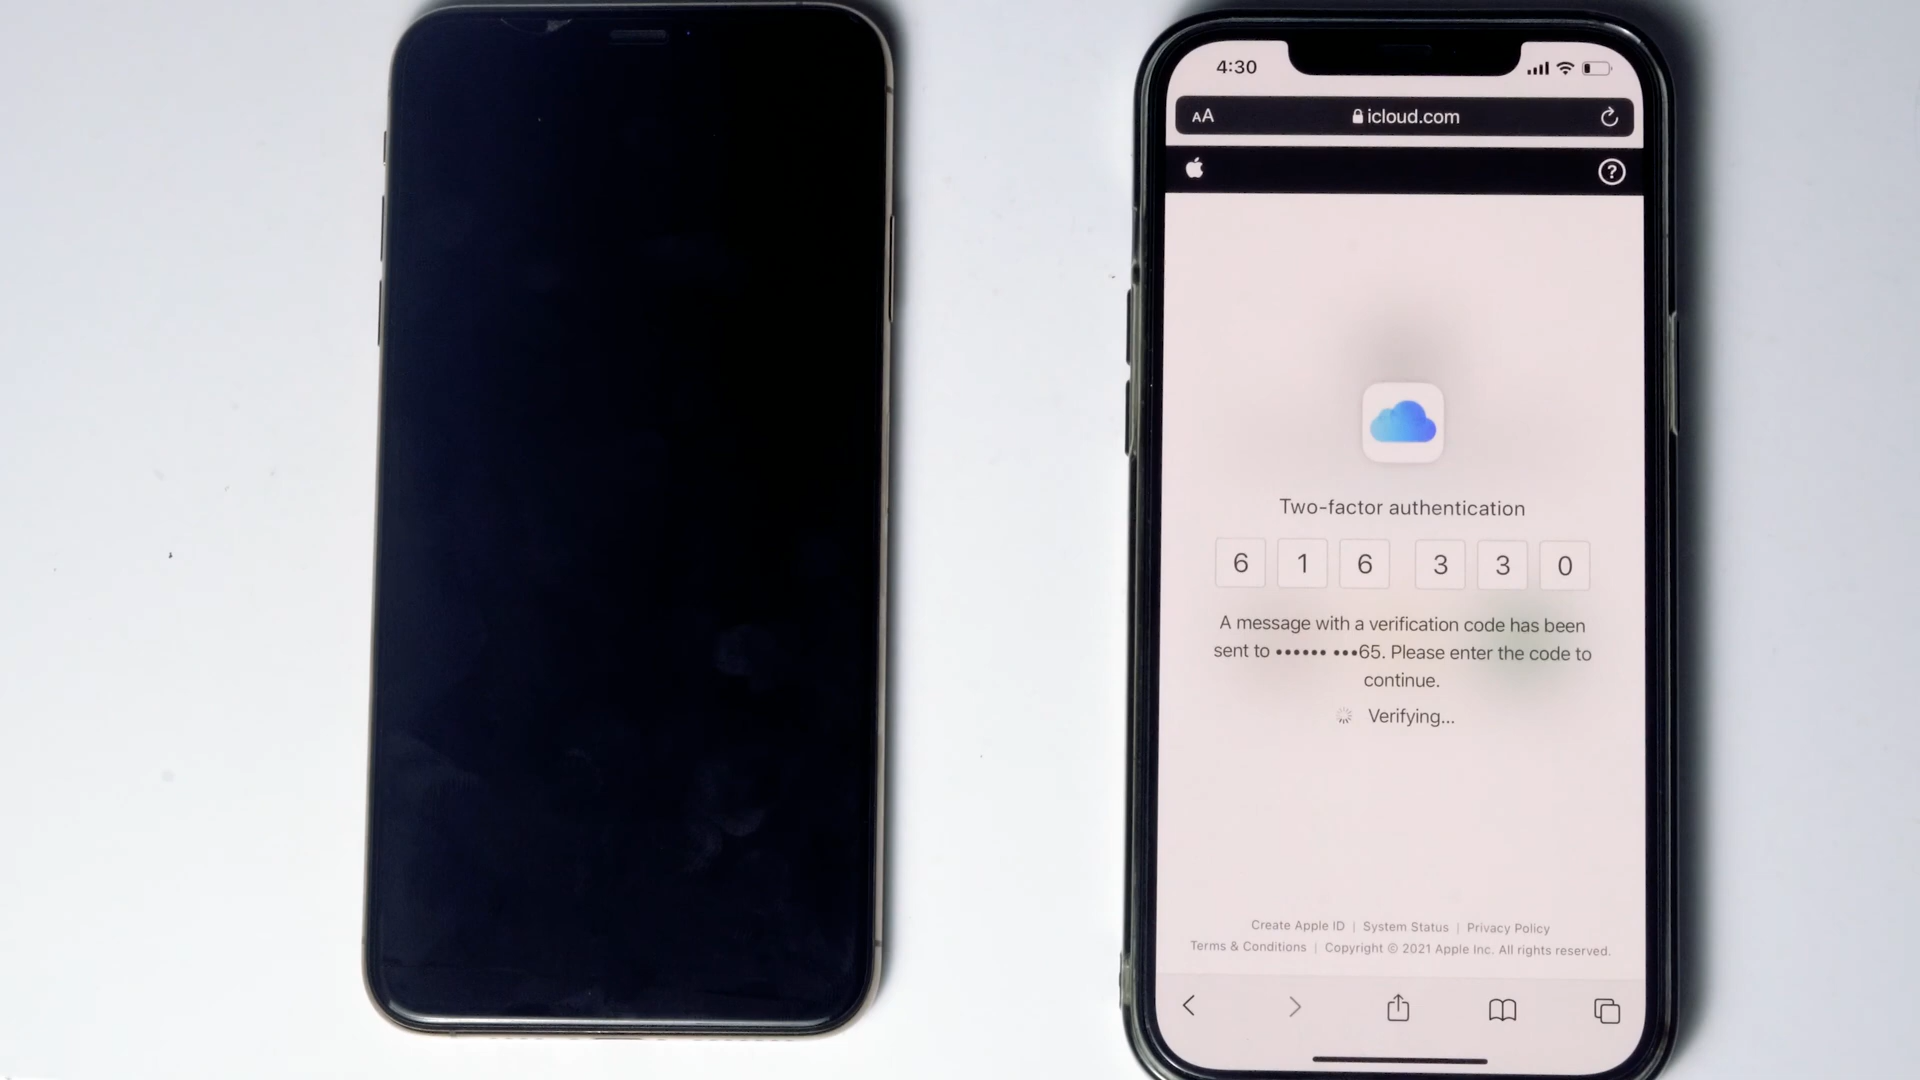 4:30
AA icloud.com
?
Two-factor authentication
6 1 6 3 3 0
A message with a verification code has been
sent to •••••• •••65. Please enter the code to
continue.
Verifying...
Create Apple ID | System Status | Privacy Policy
Terms & Conditions | Copyright © 2021 Apple Inc. All rights reserved.